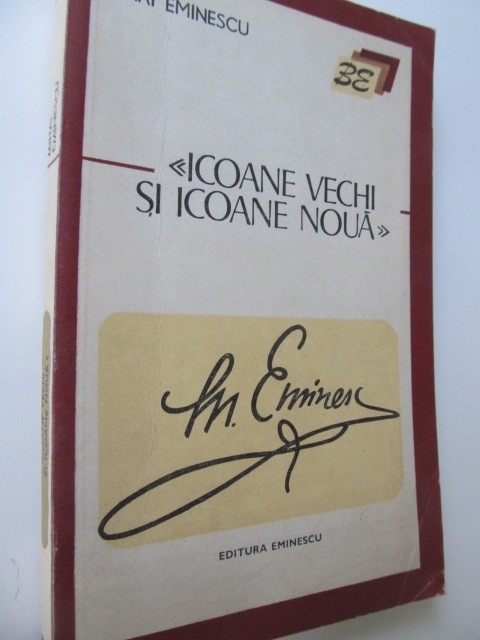 EMINESCU
BE
«ICOANE VECHI
ȘI ICOANE NOUĂ»
M. Eminescu
EDITURA EMINESCU